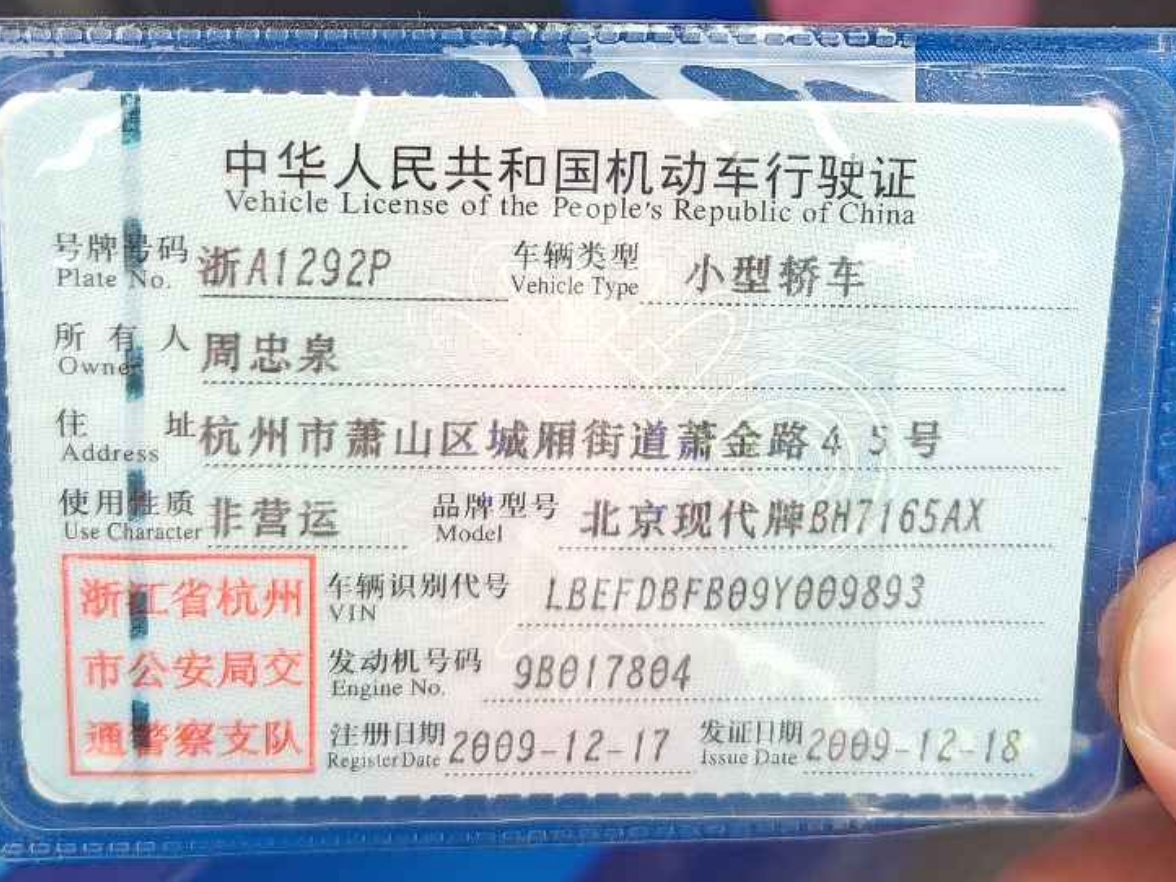 中华人民共和国机动车行驶证
Vehicle License of the People's Republic of China
号牌号码 浙A1292P 车辆类型 小型轿车
Plate No. Vehicle Type
所有人 周忠泉
Owner
住址 杭州市萧山区城厢街道萧金路45号
Address
使用性质 非营运 品牌型号 北京现代牌BH7165AX
Use Character Model
车辆识别代号 LBEFDBFB09Y009893
VIN
发动机号码 9B017804
Engine No.
注册日期 2009-12-17 发证日期 2009-12-18
Register Date Issue Date
浙江省杭州
市公安局交
通警察支队